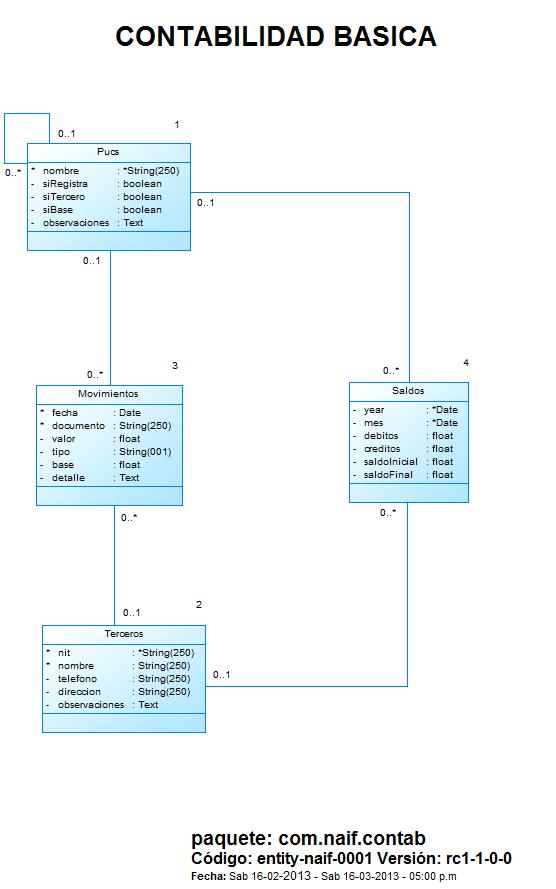 CONTABILIDAD BASICA
1
0..1
0..*
Pucs
* nombre : *String(250)
- siRegistra : boolean
- siTercero : boolean
- siBase : boolean
- observaciones : Text
0..1
0..1
0..*
3
Movimientos
* fecha : Date
* documento : String(250)
- valor : float
- tipo : String(001)
- base : float
- detalle : Text
0..*
0..*
4
Saldos
- year : *Date
- mes : *Date
- debitos : float
- creditos : float
- saldoInicial : float
- saldoFinal : float
0..*
0..1
2
Terceros
* nit : *String(250)
* nombre : String(250)
- telefono : String(250)
- direccion : String(250)
- observaciones : Text
0..1
paquete: com.naif.contab
Código: entity-naif-0001 Versión: rc1-1-0-0
Fecha: Sab 16-02-2013 - Sab 16-03-2013 - 05:00 p.m